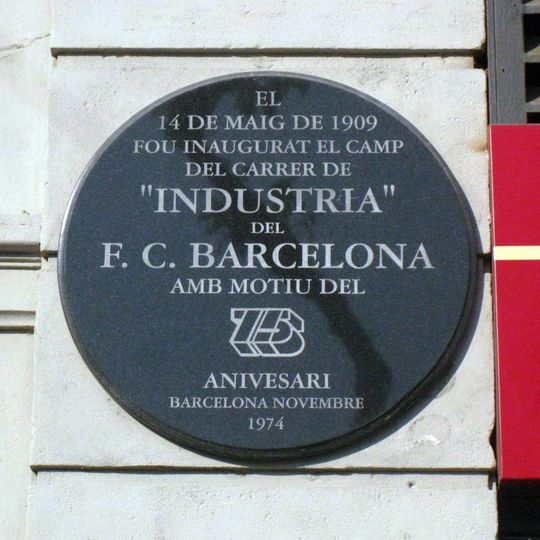 EL
14 DE MAIG DE 1909
FOU INAUGURAT EL CAMP
DEL CARRER DE
"INDUSTRIA"
DEL
F. C. BARCELONA
AMB MOTIU DEL
75
ANIVESARI
BARCELONA NOVEMBRE
1974